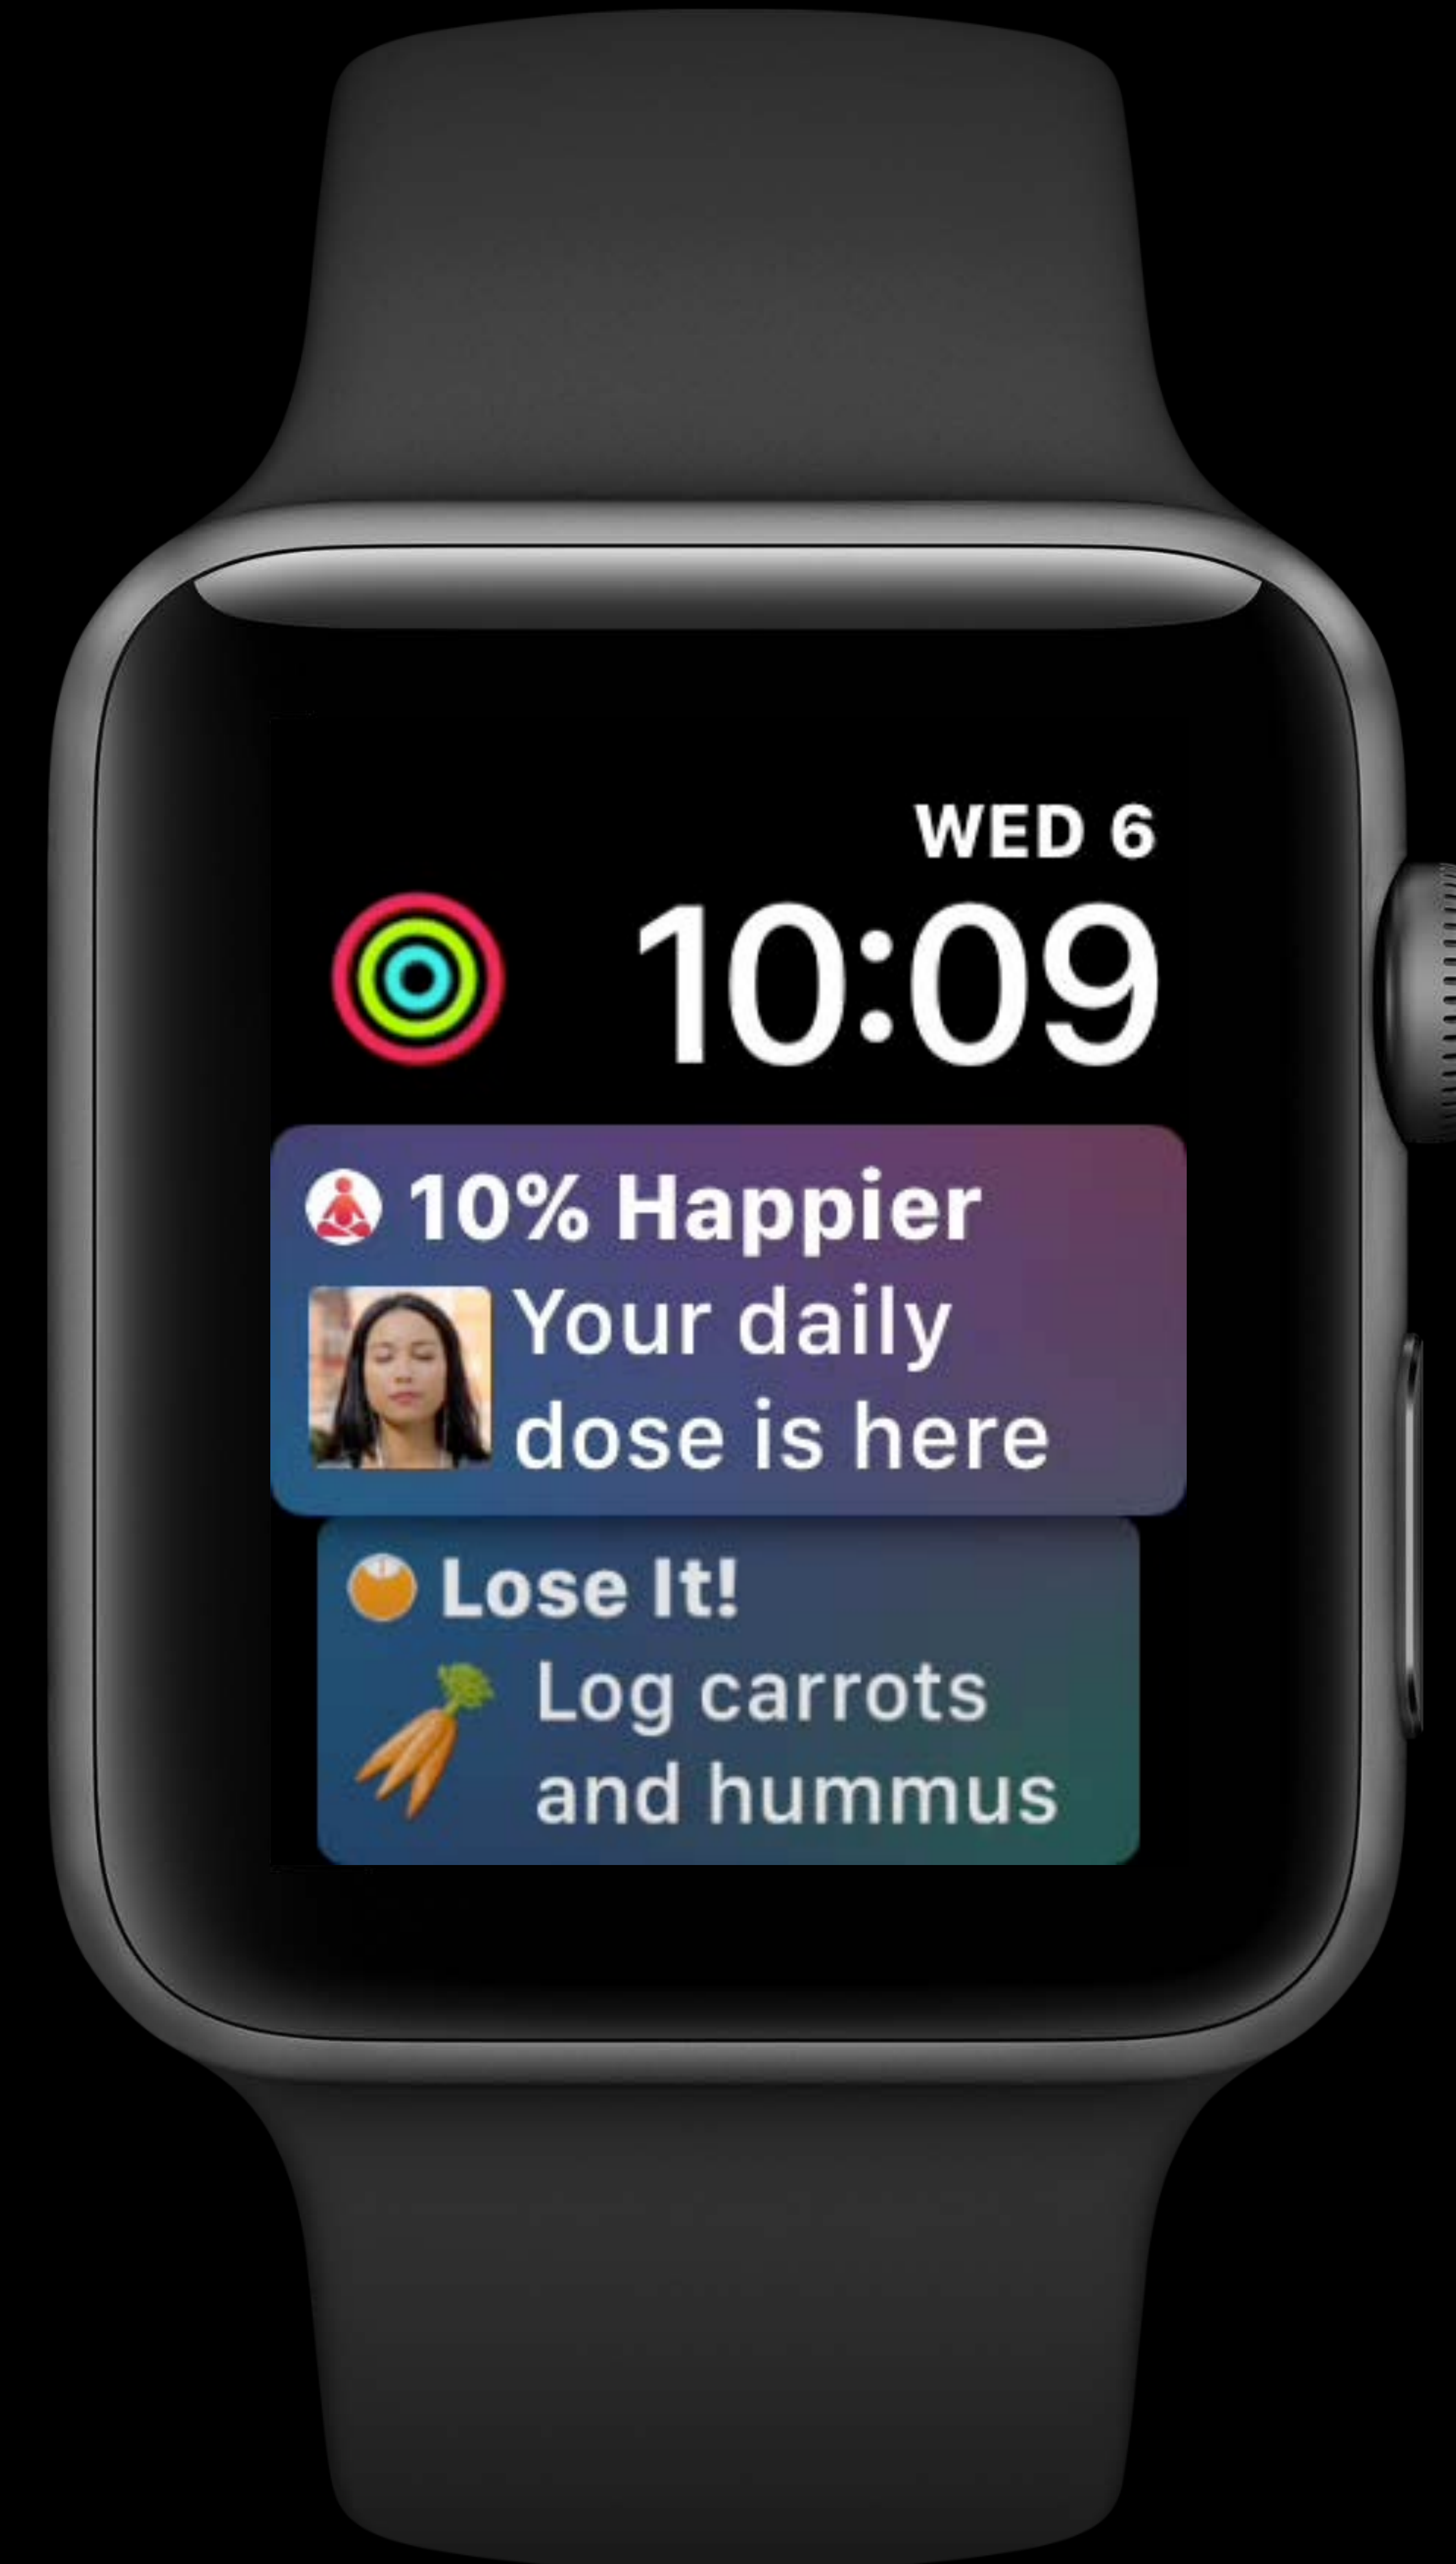 WED 6
10:09
10% Happier
Your daily
dose is here
Lose It!
Log carrots
and hummus